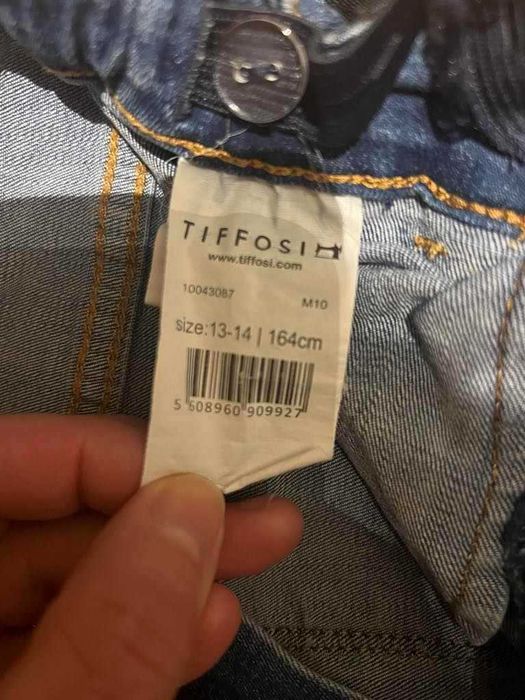 TIFFOSI
www.tiffosi.com
10043087 M10
size:13-14 | 164cm
5 608960 909927